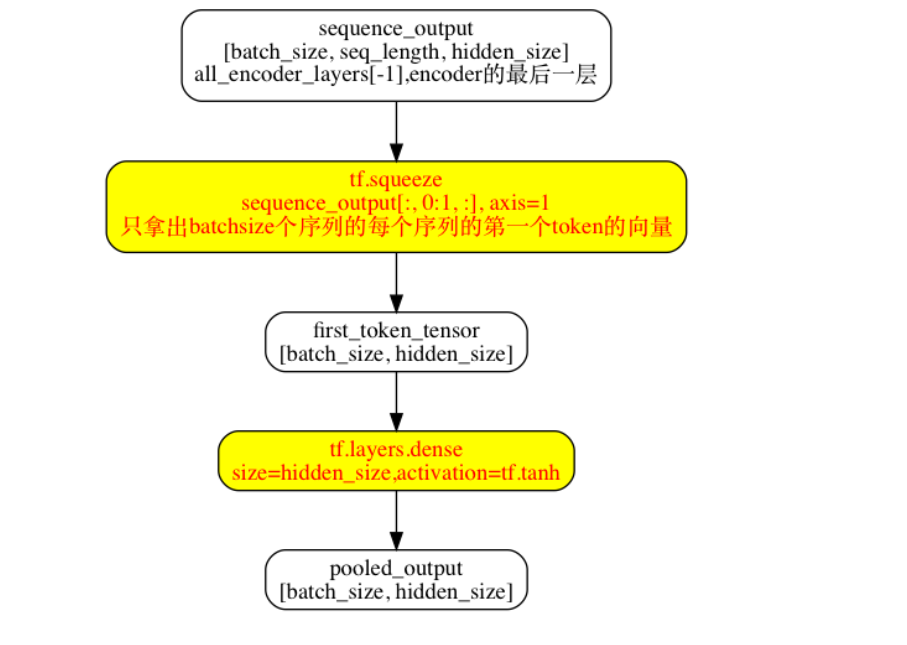 sequence_output
[batch_size, seq_length, hidden_size]
all_encoder_layers[-1],encoder的最后一层
tf.squeeze
sequence_output[:, 0:1, :], axis=1
只拿出batchsize个序列的每个序列的第一个token的向量
first_token_tensor
[batch_size, hidden_size]
tf.layers.dense
size=hidden_size,activation=tf.tanh
pooled_output
[batch_size, hidden_size]